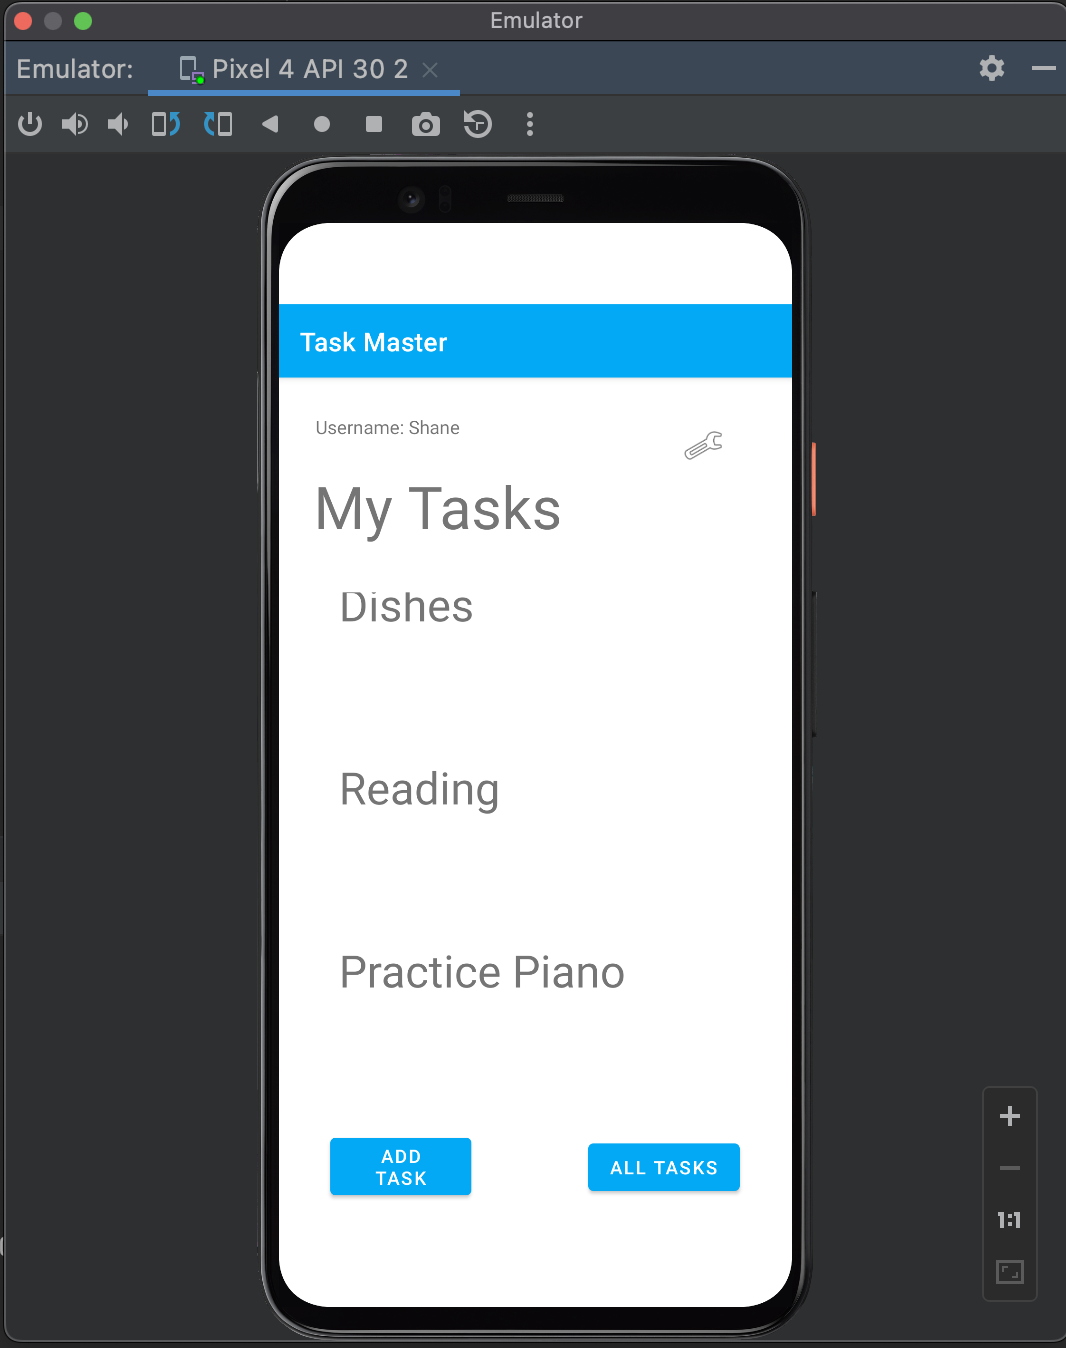 Emulator
Emulator:
Pixel 4 API 30 2
Task Master
Username: Shane
My Tasks
Dishes
Reading
Practice Piano
ADD
TASK
ALL TASKS
1:1